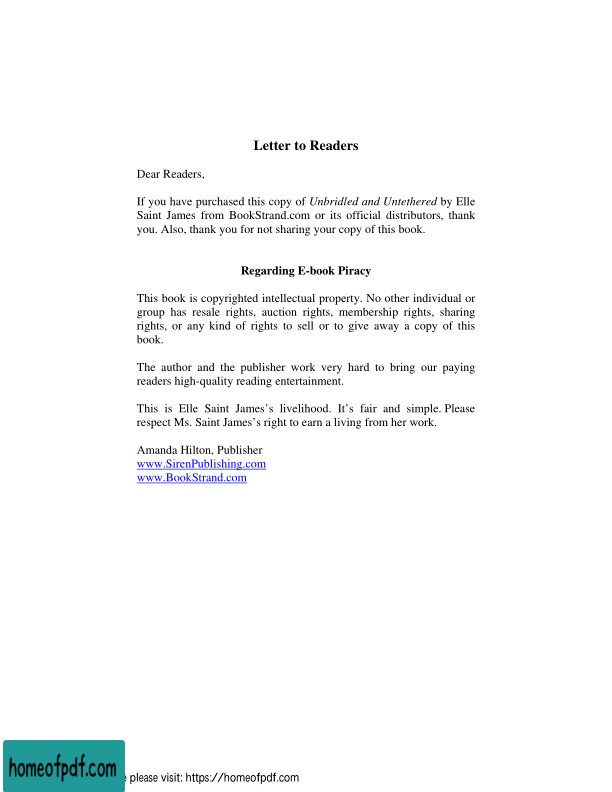 Letter to Readers
Dear Readers,
If you have purchased this copy of Unbridled and Untethered by Elle
Saint James from BookStrand.com or its official distributors, thank
you. Also, thank you for not sharing your copy of this book.
Regarding E-book Piracy
This book is copyrighted intellectual property. No other individual or
group has resale rights, auction rights, membership rights, sharing
rights, or any kind of rights to sell or to give away a copy of this
book.
The author and the publisher work very hard to bring our paying
readers high-quality reading entertainment.
This is Elle Saint James’s livelihood. It’s fair and simple. Please
respect Ms. Saint James’s right to earn a living from her work.
Amanda Hilton, Publisher
www.SirenPublishing.com
www.BookStrand.com
homeofpdf.com
please visit: https://homeofpdf.com